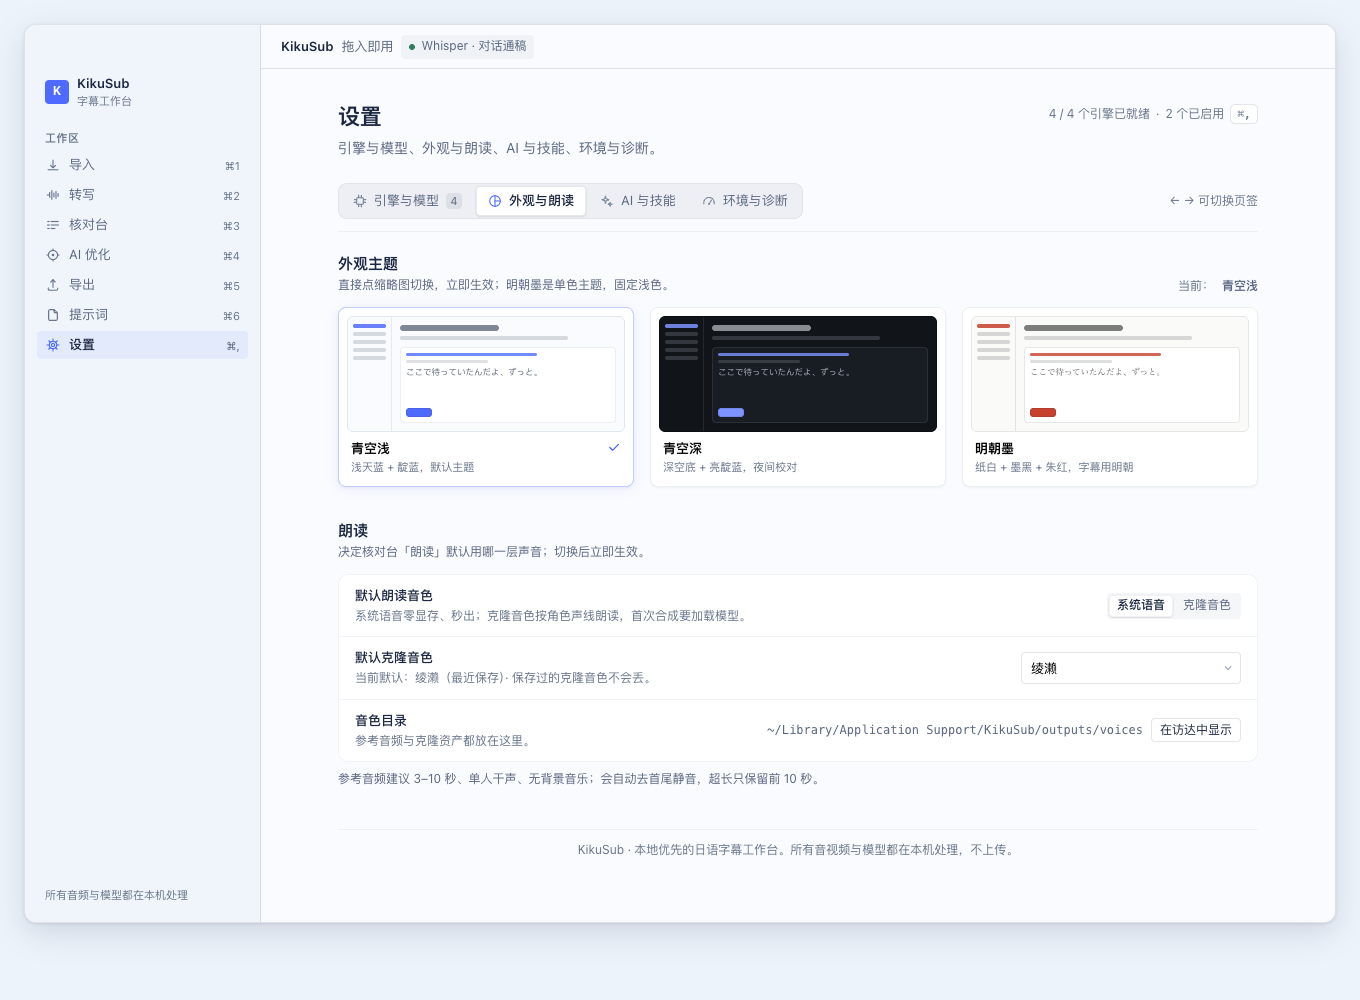 KikuSub 拖入即用 Whisper · 对话通稿
K
KikuSub
字幕工作台
工作区
导入 ⌘1
转写 ⌘2
核对台 ⌘3
AI 优化 ⌘4
导出 ⌘5
提示词 ⌘6
设置 ⌘,
所有音频与模型都在本机处理
设置
4 / 4 个引擎已就绪 · 2 个已启用 ⌘,
引擎与模型、外观与朗读、AI 与技能、环境与诊断。
引擎与模型 4 外观与朗读 AI 与技能 环境与诊断
← → 可切换页签
外观主题
直接点缩略图切换，立即生效；明朝墨是单色主题，固定浅色。
当前： 青空浅
ここで待っていたんだよ、ずっと。
青空浅
浅天蓝 + 靛蓝，默认主题
ここで待っていたんだよ、ずっと。
青空深
深空底 + 亮靛蓝，夜间校对
ここで待っていたんだよ、ずっと。
明朝墨
纸白 + 墨黑 + 朱红，字幕用明朝
朗读
决定核对台「朗读」默认用哪一层声音；切换后立即生效。
默认朗读音色
系统语音零显存、秒出；克隆音色按角色声线朗读，首次合成要加载模型。
系统语音 克隆音色
默认克隆音色
当前默认：绫濑（最近保存）· 保存过的克隆音色不会丢。
绫濑
音色目录
参考音频与克隆资产都放在这里。
~/Library/Application Support/KikuSub/outputs/voices 在访达中显示
参考音频建议 3–10 秒、单人干声、无背景音乐；会自动去首尾静音，超长只保留前 10 秒。
KikuSub · 本地优先的日语字幕工作台。所有音视频与模型都在本机处理，不上传。